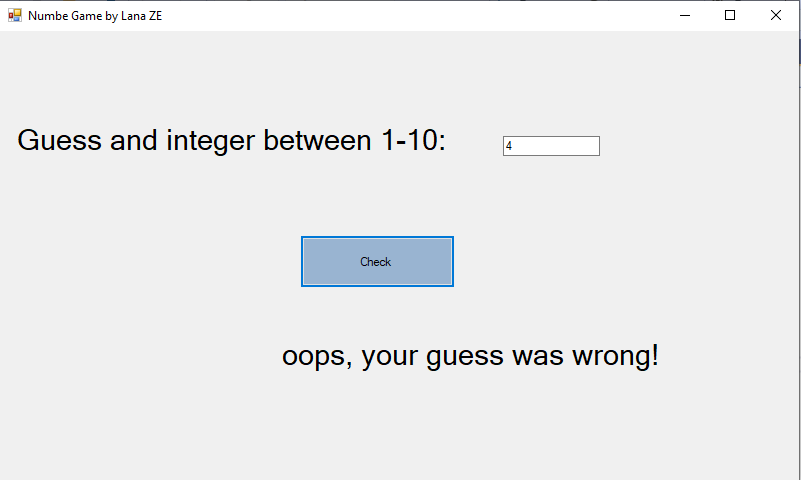 Numbe Game by Lana ZE
Guess and integer between 1-10:
4
Check
oops, your guess was wrong!